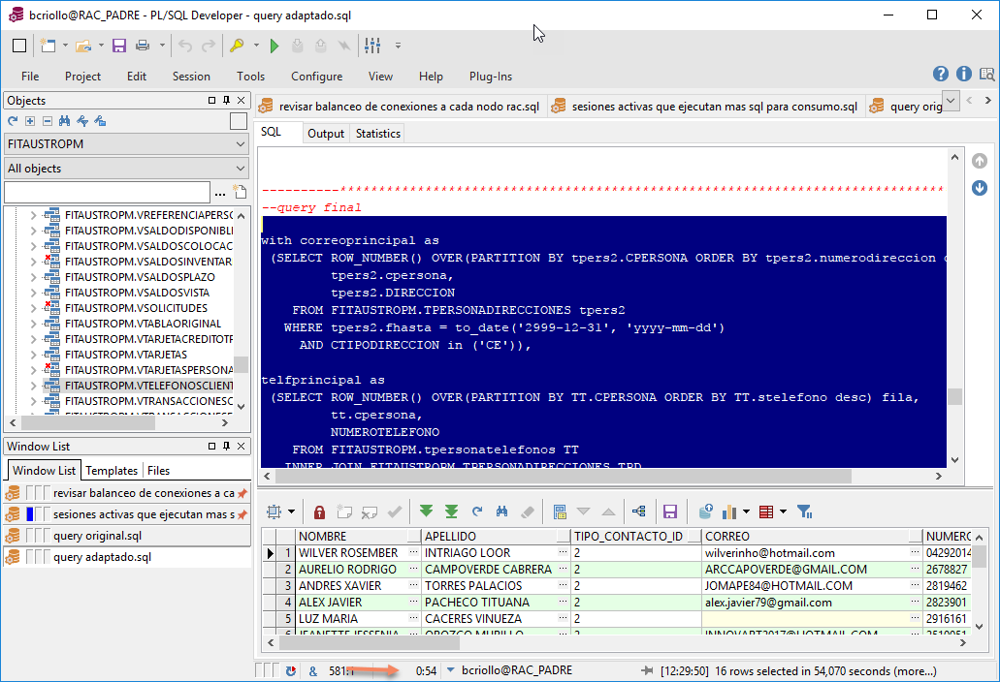 bcriollo@RAC_PADRE - PL/SQL Developer - query adaptado.sql
File Project Edit Session Tools Configure View Help Plug-Ins
Objects
revisar balanceo de conexiones a cada nodo rac.sql sesiones activas que ejecutan mas sql para consumo.sql query orig
SQL Output Statistics
FITAUSTROPM
All objects
FITAUSTROPM.VREFERENCIAPERSO
FITAUSTROPM.VSALDODISPONIBLI
FITAUSTROPM.VSALDOSCOLOCAC
FITAUSTROPM.VSALDOSINVENTAR
FITAUSTROPM.VSALDOSPLAZO
FITAUSTROPM.VSALDOSVISTA
FITAUSTROPM.VSOLICITUDES
FITAUSTROPM.VTABLAORIGINAL
FITAUSTROPM.VTARJETACREDITOTF
FITAUSTROPM.VTARJETAS
FITAUSTROPM.VTARJETASPERSONA
FITAUSTROPM.VTELEFONOSCLIENT
FITAUSTROPM.VTRANSACCIONESC
Window List
Window List Templates Files
revisar balanceo de conexiones a ca
sesiones activas que ejecutan mas s
query original.sql
query adaptado.sql
--query final
with correoprincipal as
(SELECT ROW_NUMBER() OVER(PARTITION BY tpers2.CPERSONA ORDER BY tpers2.numerodireccion
tpers2.cpersona,
tpers2.DIRECCION
FROM FITAUSTROPM.TPERSONADIRECCIONES tpers2
WHERE tpers2.fhasta = to_date('2999-12-31', 'yyyy-mm-dd')
AND CTIPODIRECCION in ('CE')),
telfprincipal as
(SELECT ROW_NUMBER() OVER(PARTITION BY TT.CPERSONA ORDER BY TT.stelefono desc) fila,
tt.cpersona,
NUMEROTELEFONO
FROM FITAUSTROPM.tpersonatelefonos TT
INNER JOIN FITAUSTROPM.TPERSONADIRECCIONES TPD
NOMBRE APELLIDO TIPO_CONTACTO_ID CORREO NUMERO
1 WILVER ROSEMBER INTRIAGO LOOR 2 wilverinho@hotmail.com 04292014
2 AURELIO RODRIGO CAMPOVERDE CABRERA 2 ARCCAPOVERDE@GMAIL.COM 2678827
3 ANDRES XAVIER TORRES PALACIOS 2 JOMAPE84@HOTMAIL.COM 2819462
4 ALEX JAVIER PACHECO TITUANA 2 alex.javier79@gmail.com 2823901
5 LUZ MARIA CACERES VINUEZA 2 2916161
6 JEANETTE JESSENIA OROZCO MURILLO 2 INNOVART2017@HOTMAIL.COM
0:54 bcriollo@RAC_PADRE [12:29:50] 16 rows selected in 54,070 seconds (more...)